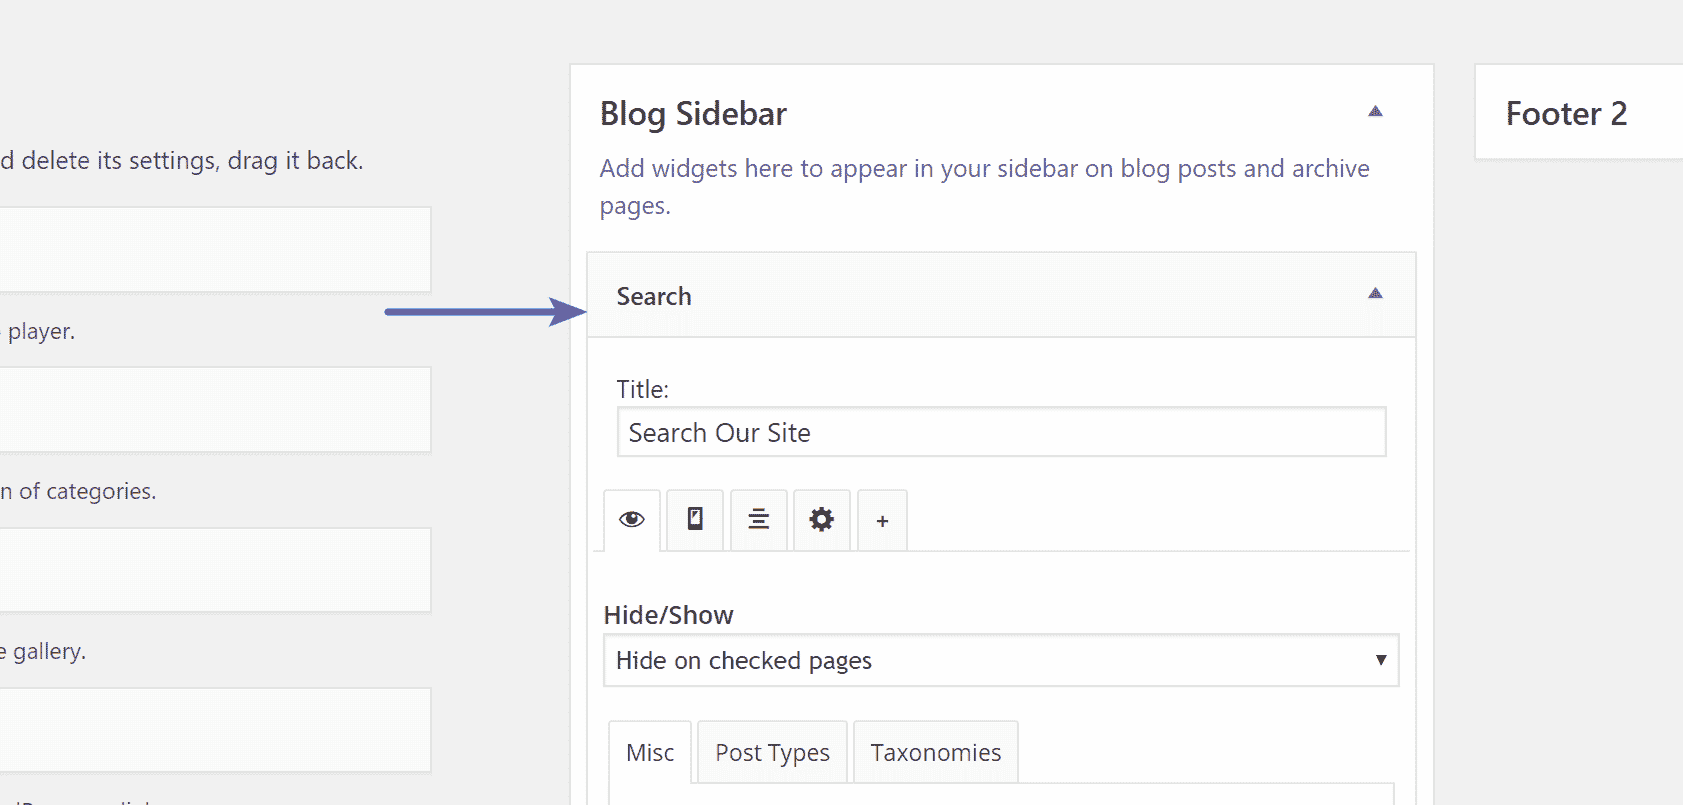 d delete its settings, drag it back.
player.
n of categories.
e gallery.
Blog Sidebar
Add widgets here to appear in your sidebar on blog posts and archive
pages.
Search
Title:
Search Our Site
+
Hide/Show
Hide on checked pages
Misc
Post Types
Taxonomies
Footer 2